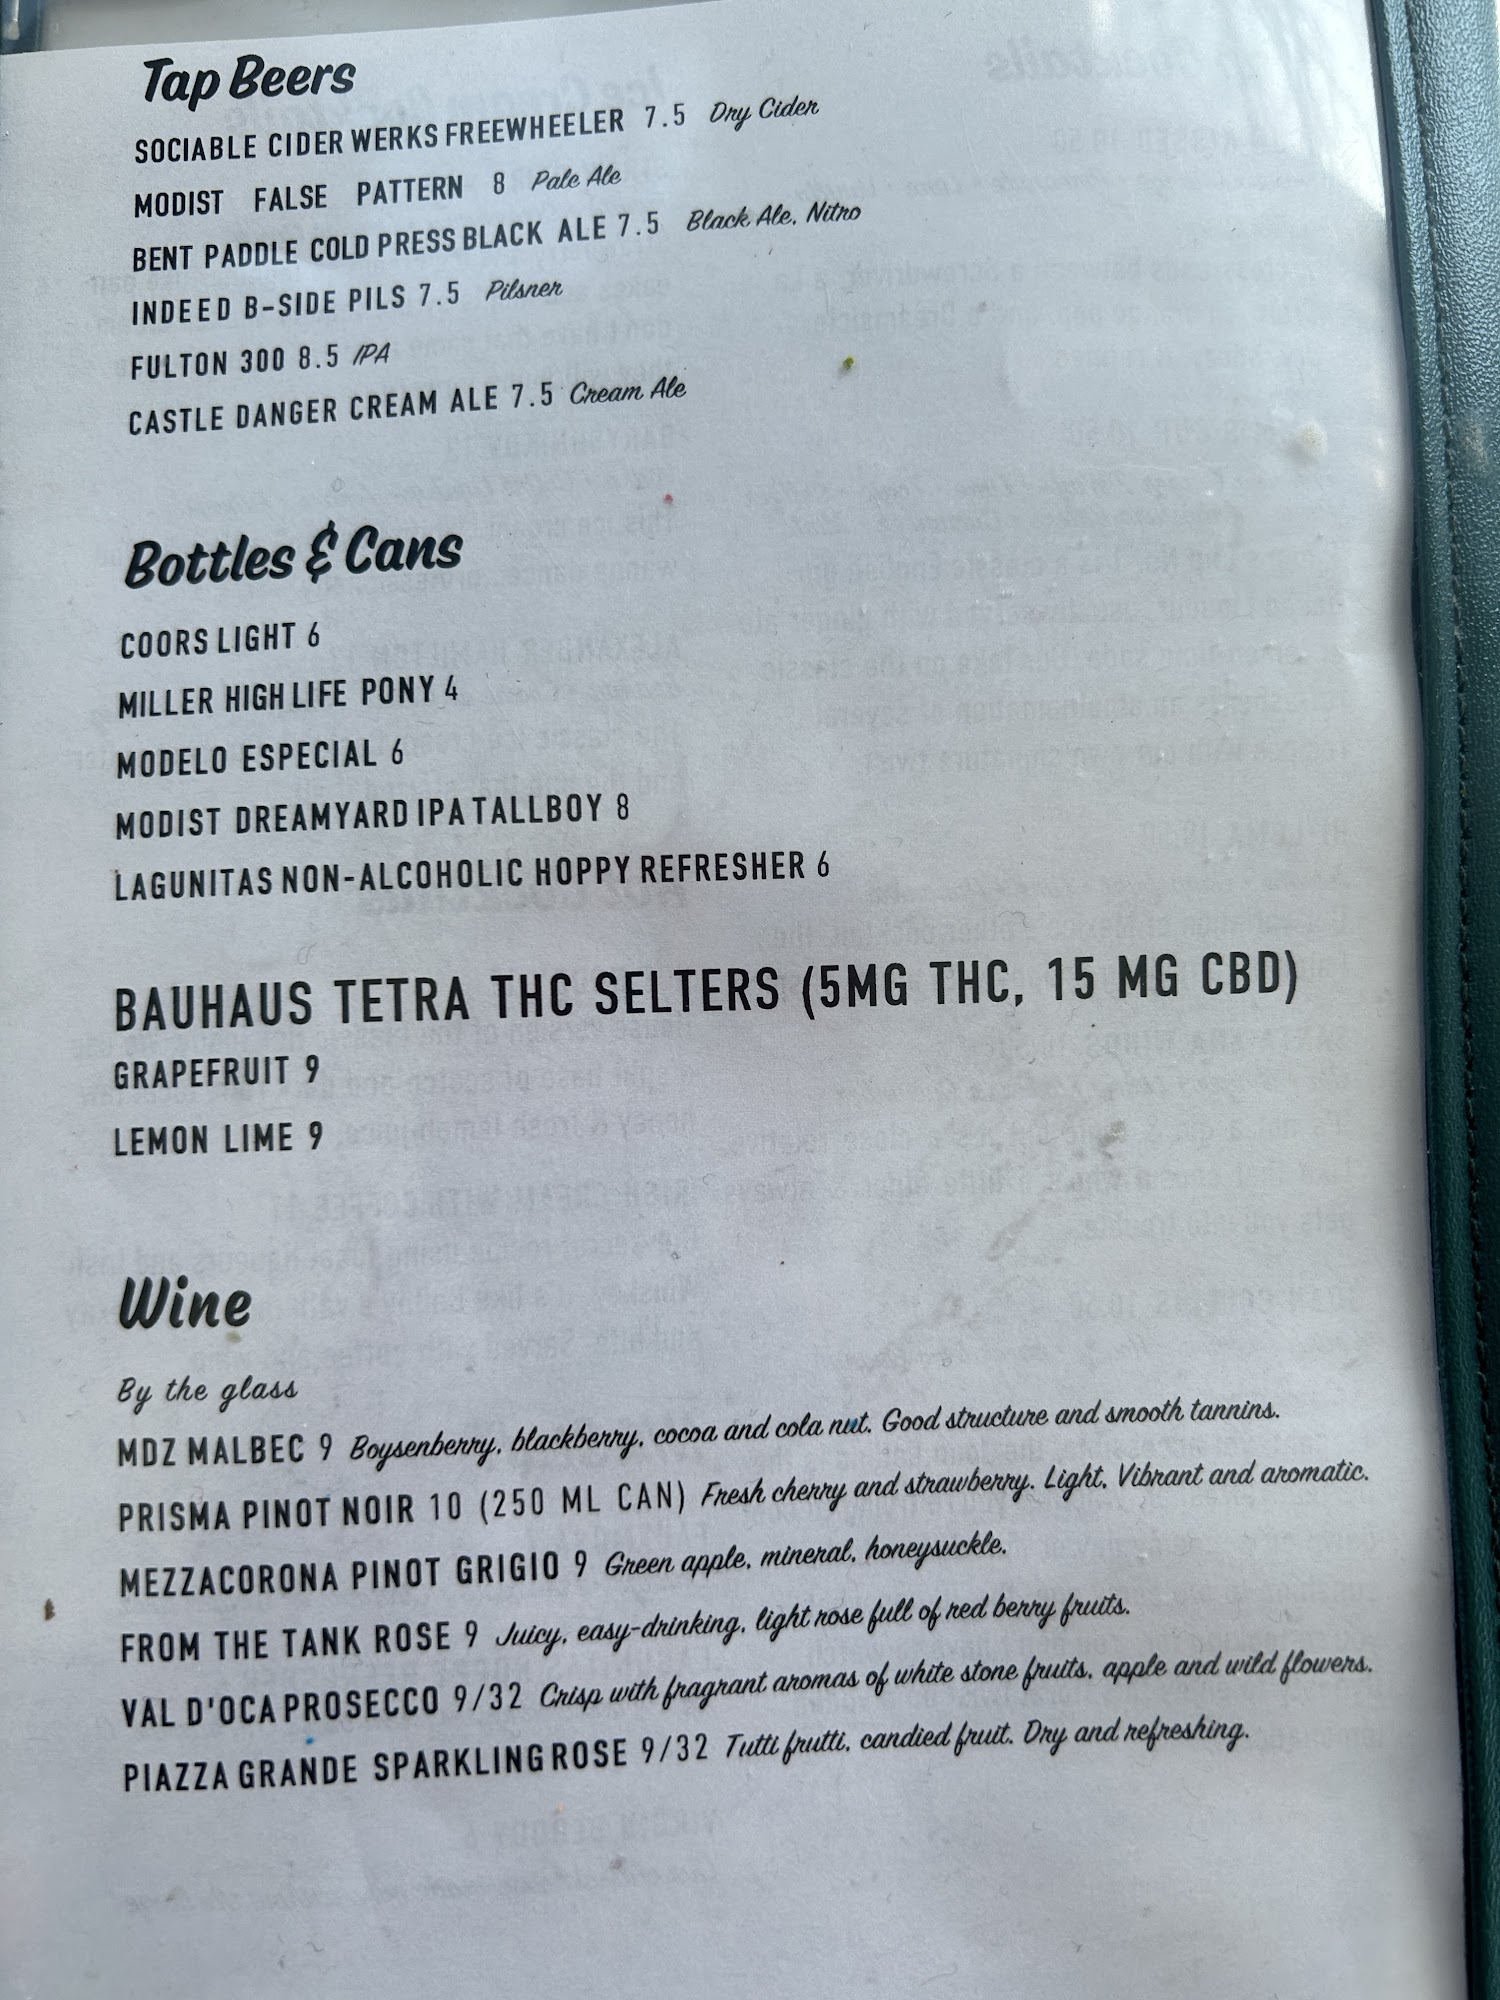 Tap Beers
SOCIABLE CIDER WERKS FREEWHEELER 7.5 Dry Cider
MODIST FALSE PATTERN 8 Pale Ale
BENT PADDLE COLD PRESS BLACK ALE 7.5 Black Ale, Nitro
INDEED B-SIDE PILS 7.5 Pilsner
FULTON 300 8.5 IPA
CASTLE DANGER CREAM ALE 7.5 Cream Ale
Bottles & Cans
COORS LIGHT 6
MILLER HIGH LIFE PONY 4
MODELO ESPECIAL 6
MODIST DREAMYARD IPA TALLBOY 8
LAGUNITAS NON-ALCOHOLIC HOPPY REFRESHER 6
BAUHAUS TETRA THC SELTERS (5MG THC, 15 MG CBD)
GRAPEFRUIT 9
LEMON LIME 9
Wine
By the glass
MDZ MALBEC 9 Boysenberry, blackberry, cocoa and cola nut. Good structure and smooth tannins.
PRISMA PINOT NOIR 10 (250 ML CAN) Fresh cherry and strawberry. Light, Vibrant and aromatic.
MEZZACORONA PINOT GRIGIO 9 Green apple, mineral, honeysuckle.
FROM THE TANK ROSE 9 Juicy, easy-drinking, light rose full of red berry fruits.
VAL D'OCA PROSECCO 9/32 Crisp with fragrant aromas of white stone fruits, apple and wild flowers.
PIAZZA GRANDE SPARKLING ROSE 9/32 Tutti frutti, candied fruit. Dry and refreshing.